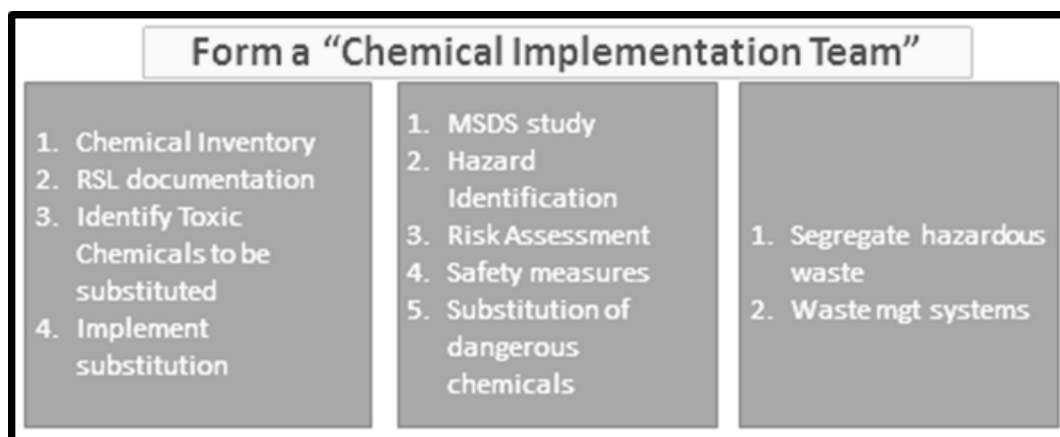 Form a “Chemical Implementation Team”
1. Chemical Inventory
2. RSL documentation
3. Identify Toxic
Chemicals to be
substituted
4. Implement
substitution
1. MSDS study
2. Hazard
Identification
3. Risk Assessment
4. Safety measures
5. Substitution of
dangerous
chemicals
1. Segregate hazardous
waste
2. Waste mgt systems